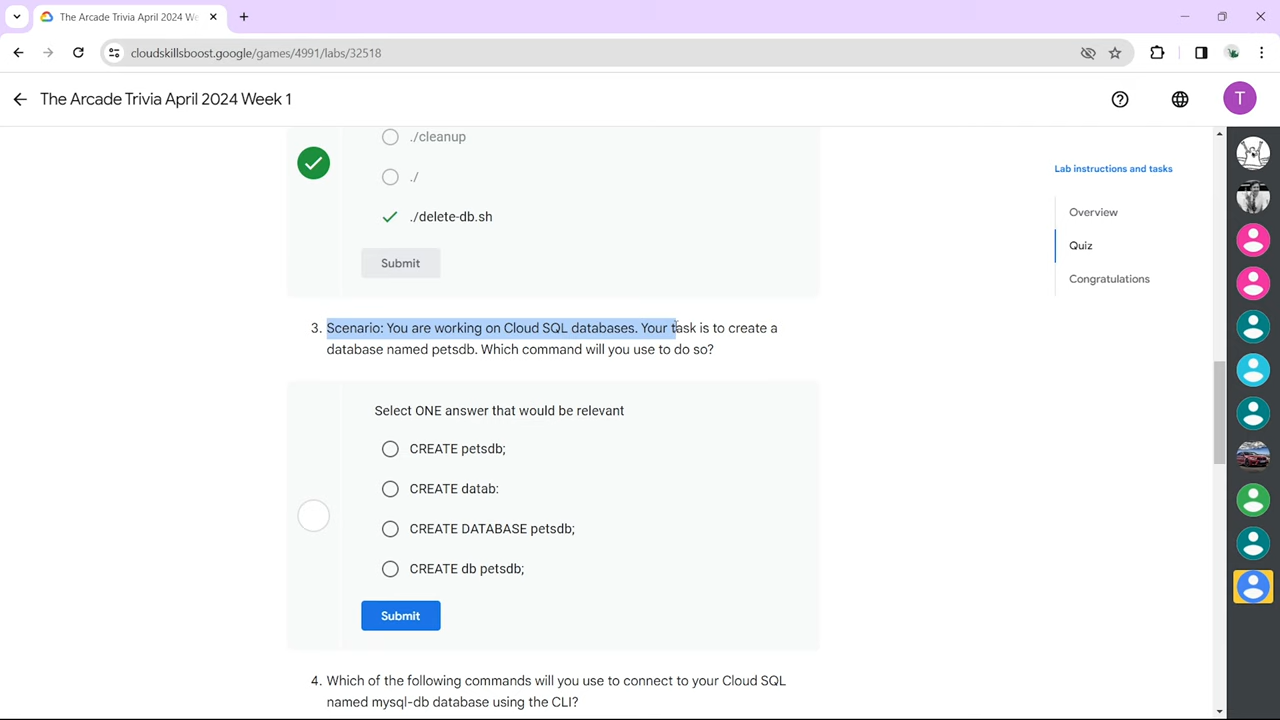 The Arcade Trivia April 2024 We
cloudskillsboost.google/games/4991/labs/32518
The Arcade Trivia April 2024 Week 1
T
./cleanup
./
./delete-db.sh
Submit
Lab instructions and tasks
Overview
Quiz
Congratulations
3. Scenario: You are working on Cloud SQL databases. Your task is to create a
database named petsdb. Which command will you use to do so?
Select ONE answer that would be relevant
CREATE petsdb;
CREATE datab:
CREATE DATABASE petsdb;
CREATE db petsdb;
Submit
4. Which of the following commands will you use to connect to your Cloud SQL
named mysql-db database using the CLI?